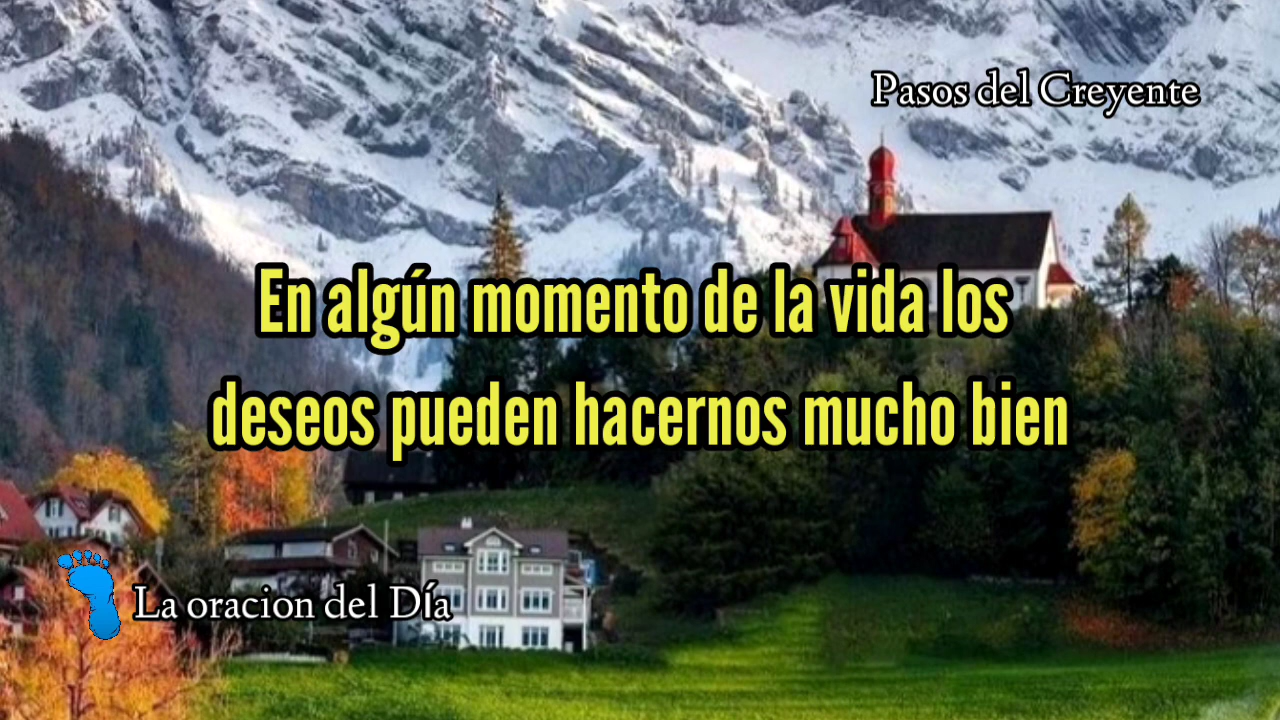 Pasos del Creyente
En algún momento de la vida los
deseos pueden hacernos mucho bien
La oracion del Día